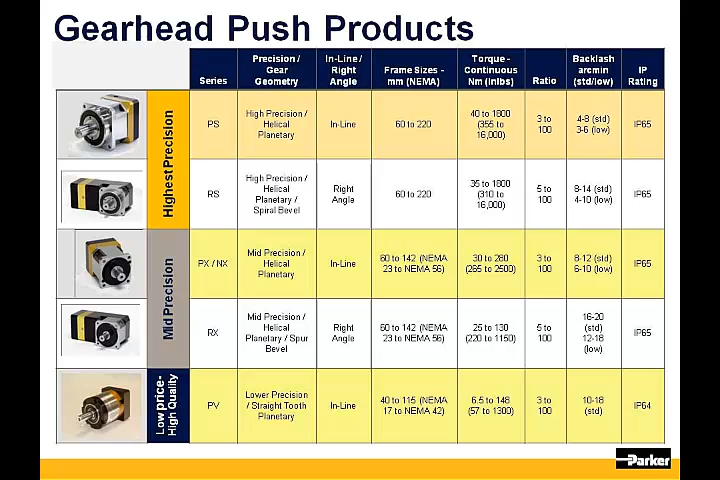 Gearhead Push Products
Series
Precision /
Gear
Geometry
In-Line /
Right
Angle
Frame Sizes -
mm (NEMA)
Torque -
Continuous
Nm (inlbs)
Ratio
Backlash
arcmin
(std/low)
IP
Rating
Highest Precision
PS
High Precision /
Helical
Planetary
In-Line
60 to 220
40 to 1800
(355 to
16,000)
3 to
100
4-8 (std)
3-6 (low)
IP65
RS
High Precision /
Helical
Planetary /
Spiral Bevel
Right
Angle
60 to 220
35 to 1800
(310 to
16,000)
5 to
100
8-14 (std)
4-10 (low)
IP65
Mid Precision
PX / NX
Mid Precision /
Helical
Planetary
In-Line
60 to 142 (NEMA
23 to NEMA 56)
30 to 280
(265 to 2500)
3 to
100
8-12 (std)
6-10 (low)
IP65
RX
Mid Precision /
Helical
Planetary / Spur
Bevel
Right
Angle
60 to 142 (NEMA
23 to NEMA 56)
25 to 130
(220 to 1150)
5 to
100
16-20
(std)
12-18
(low)
IP65
Low price-
High Quality
PV
Lower Precision
/ Straight Tooth
Planetary
In-Line
40 to 115 (NEMA
17 to NEMA 42)
6.5 to 148
(57 to 1300)
3 to
100
10-18
(std)
IP64
Parker